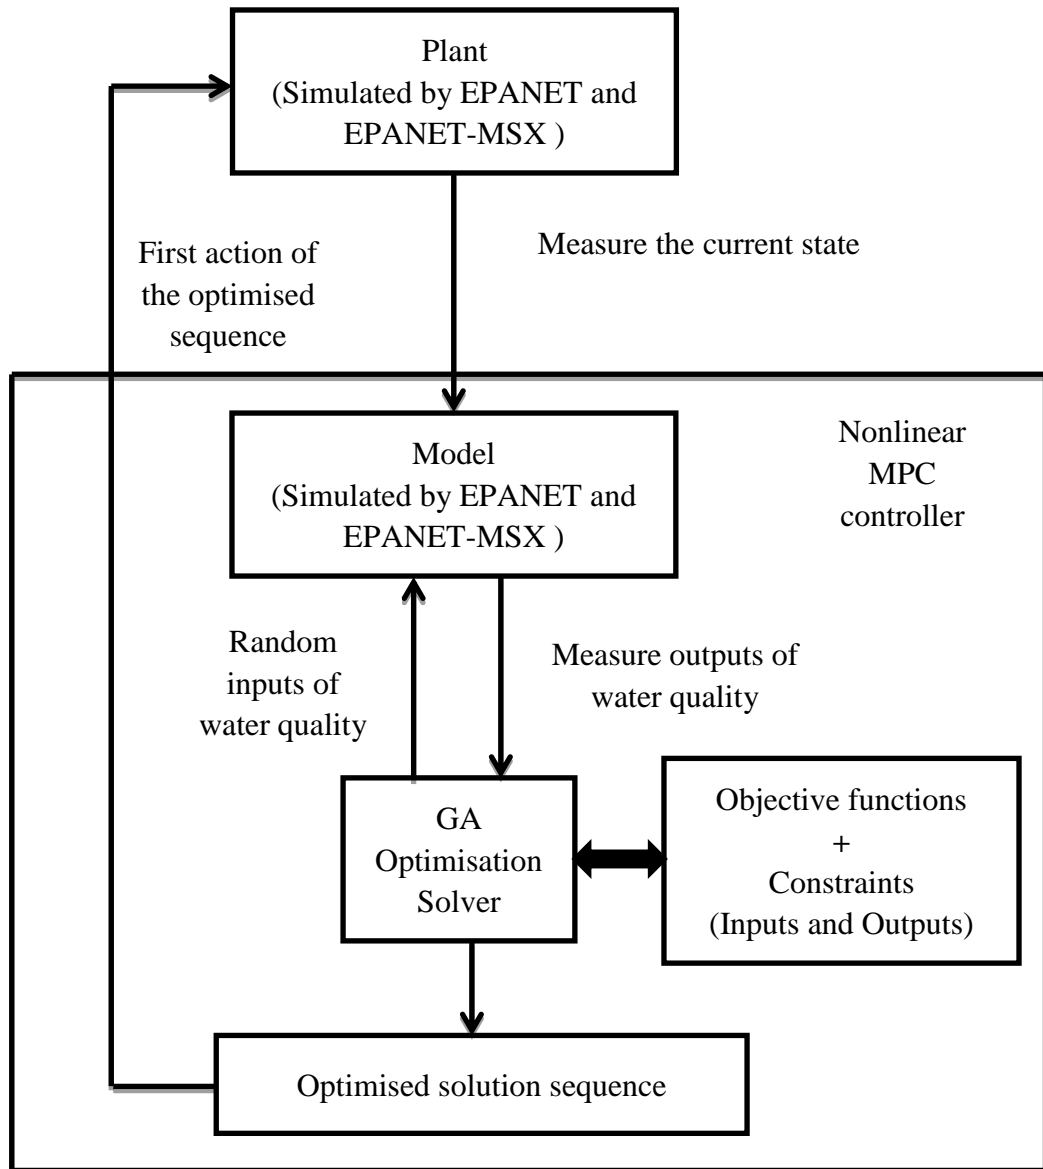 Plant
(Simulated by EPANET and
EPANET-MSX )
First action of
the optimised
sequence
Measure the current state
Nonlinear
MPC
controller
Model
(Simulated by EPANET and
EPANET-MSX )
Random
inputs of
water quality
Measure outputs of
water quality
GA
Optimisation
Solver
Objective functions
+
Constraints
(Inputs and Outputs)
Optimised solution sequence